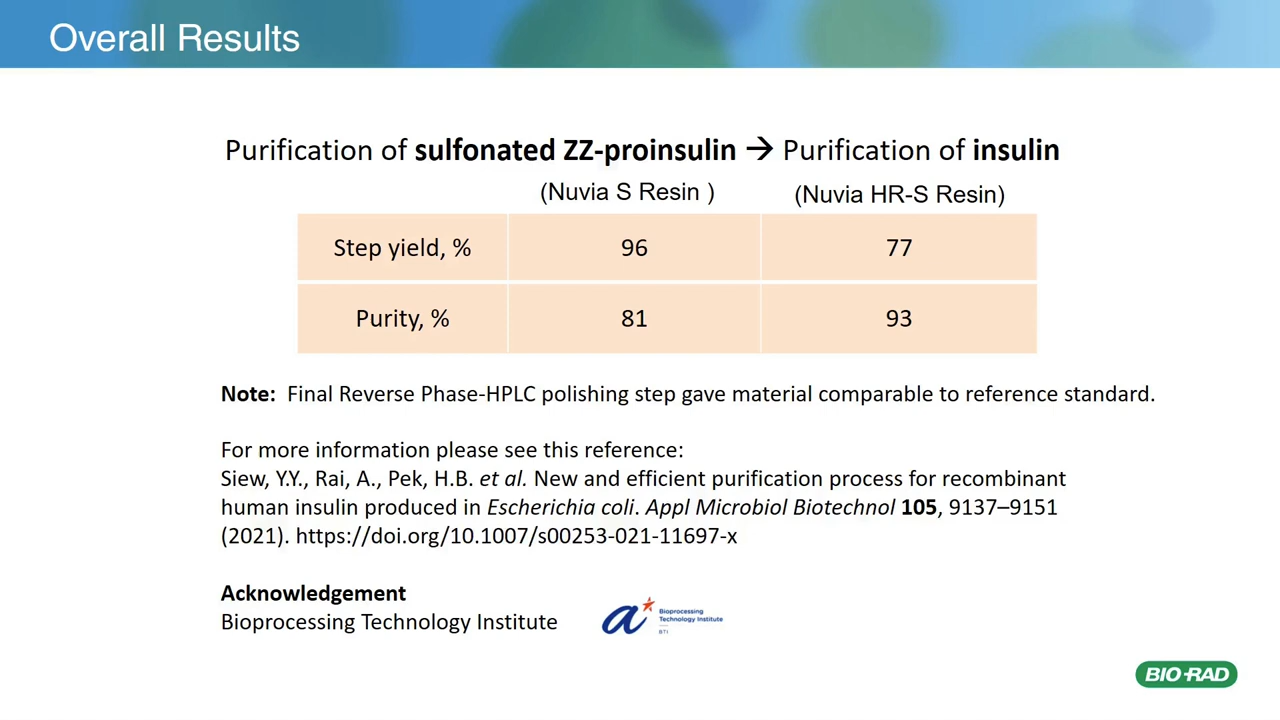 Overall Results
Purification of sulfonated ZZ-proinsulin → Purification of insulin
(Nuvia S Resin )
(Nuvia HR-S Resin)
Step yield, % 96 77
Purity, % 81 93
Note: Final Reverse Phase-HPLC polishing step gave material comparable to reference standard.
For more information please see this reference:
Siew, Y.Y., Rai, A., Pek, H.B. et al. New and efficient purification process for recombinant
human insulin produced in Escherichia coli. Appl Microbiol Biotechnol 105, 9137–9151
(2021). https://doi.org/10.1007/s00253-021-11697-x
Acknowledgement
Bioprocessing Technology Institute
a
Bioprocessing
Technology Institute
BTI
BIO-RAD